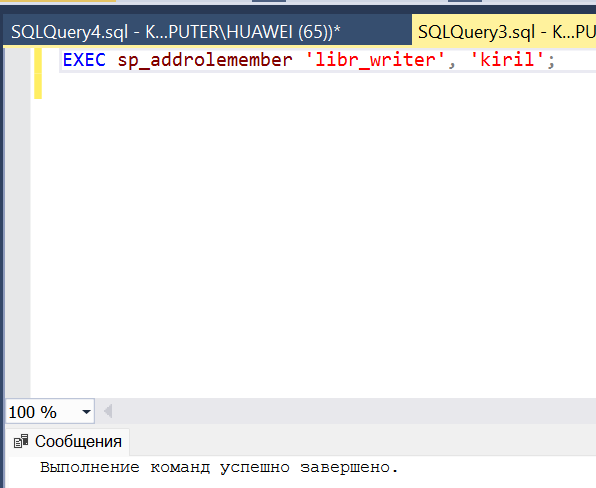 SQLQuery4.sql - K...PUTER\HUAWEI (65))*
SQLQuery3.sql - K...PU
EXEC sp_addrolemember 'libr_writer', 'kiril';
100 %
Сообщения
Выполнение команд успешно завершено.